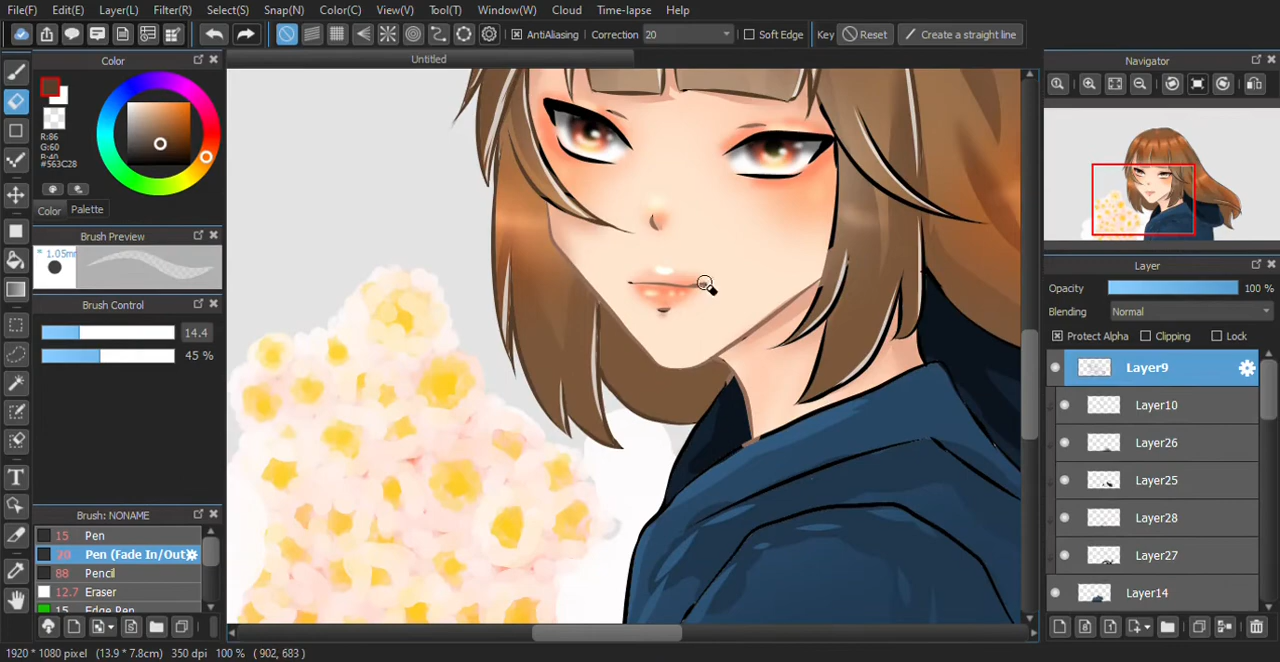 File(F) Edit(E) Layer(L) Filter(R) Select(S) Snap(N) Color(C) View(V) Tool(T) Window(W) Cloud Time-lapse Help
AntiAliasing Correction 20 Soft Edge Key Reset Create a straight line
Color
R:86
G:60
B:40
#563C28
Color Palette
Brush Preview
* 1.05mm
Brush Control
14.4
45 %
Brush: NONAME
15 Pen
20 Pen (Fade In/Out
88 Pencil
12.7 Eraser
15 Edge Pen
Untitled
Navigator
Layer
Opacity 100 %
Blending Normal
Protect Alpha Clipping Lock
Layer9
Layer10
Layer26
Layer25
Layer28
Layer27
Layer14
1920 * 1080 pixel (13.9 * 7.8cm) 350 dpi 100 % ( 902, 683 )